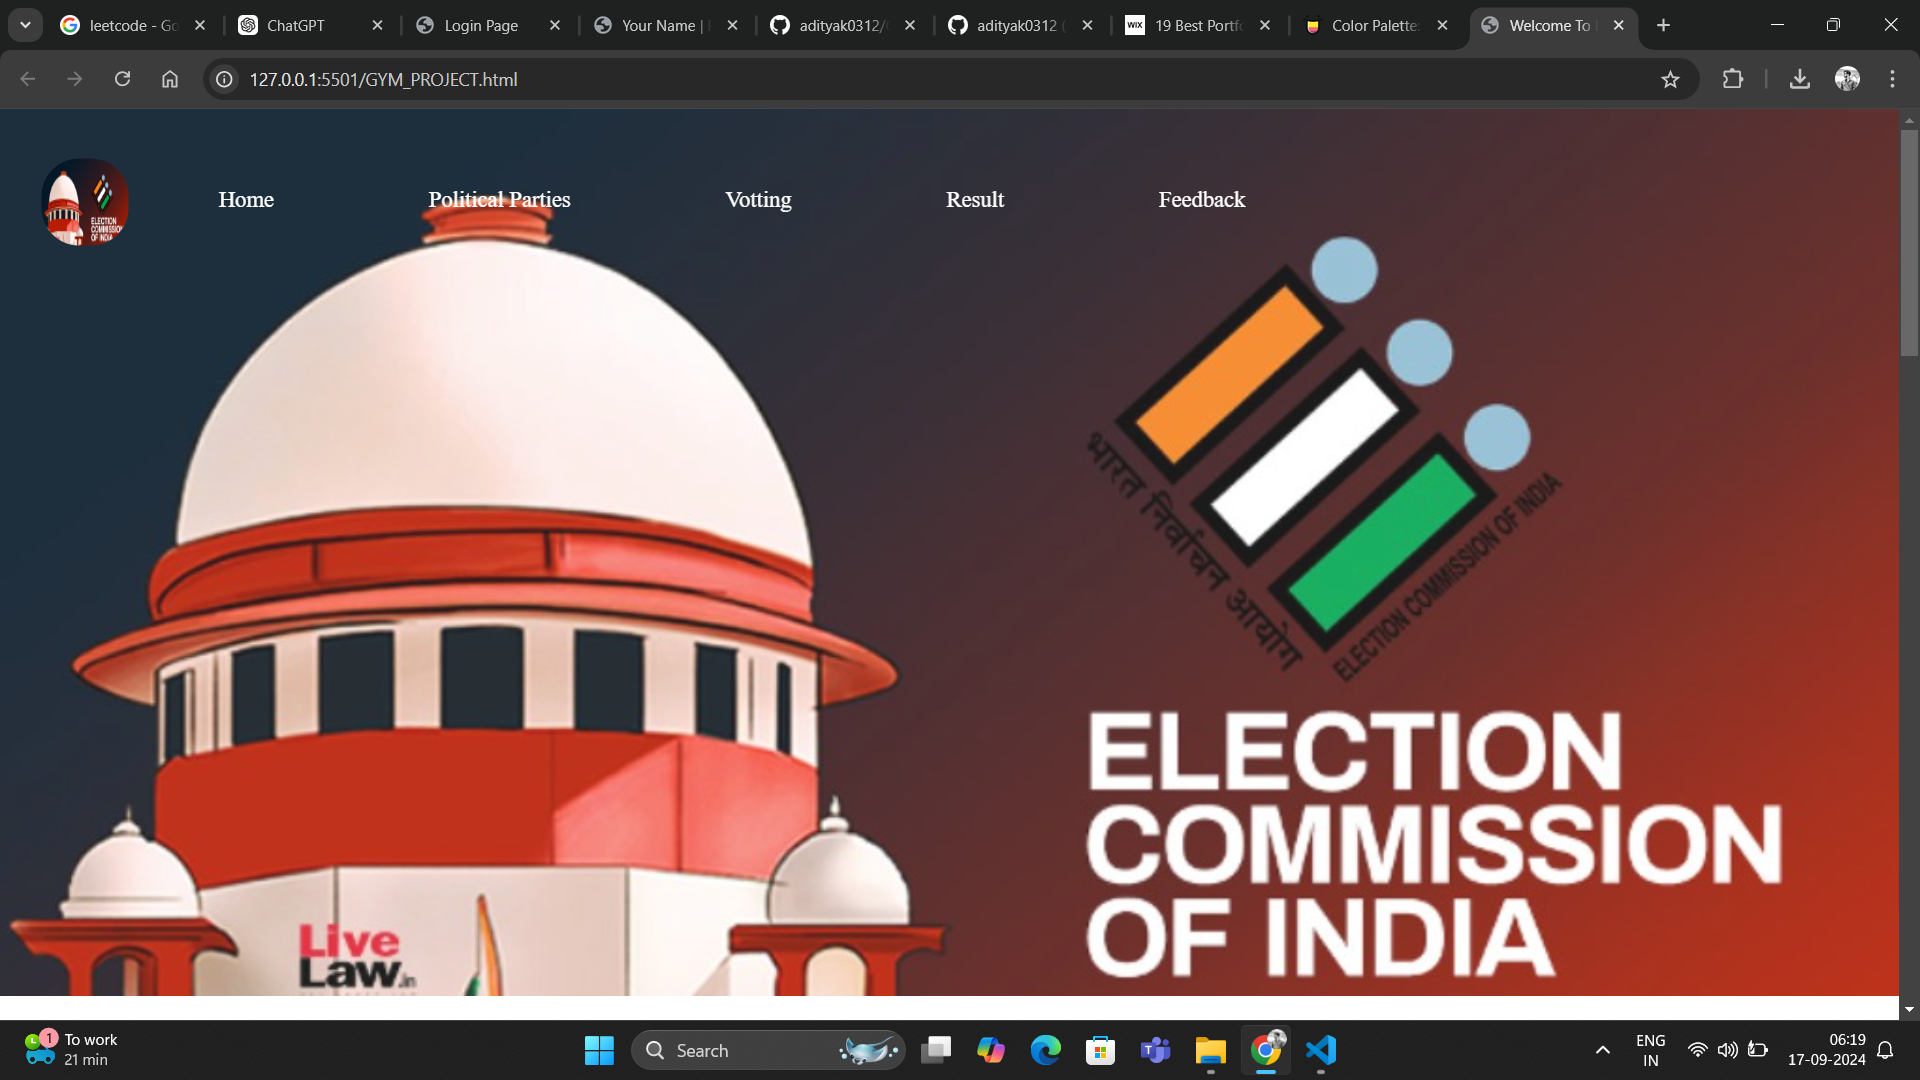 leetcode - Go
ChatGPT
Login Page
Your Name |
adityak0312/
adityak0312 (
WIX
19 Best Portf
Color Palette
Welcome To
127.0.0.1:5501/GYM_PROJECT.html
ELECTION
COMMISSION
OF INDIA
Home
Political Parties
Votting
Result
Feedback
भारत निर्वाचन आयोग
ELECTION COMMISSION OF INDIA
ELECTION
COMMISSION
OF INDIA
Live
Law.in
1
To work
21 min
Search
ENG
IN
06:19
17-09-2024